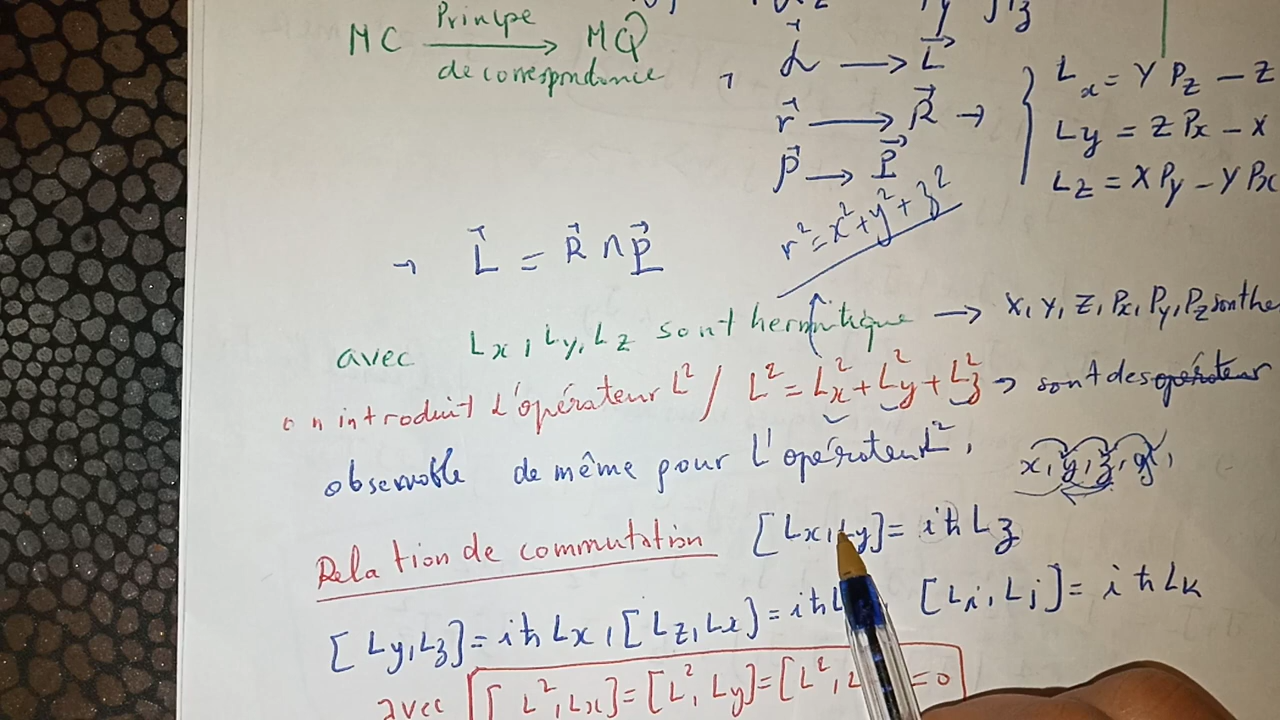 MC Principe de correspondance → MQ
𝓛⃗ → L⃗
r⃗ → R⃗ →
p⃗ → P⃗
Lx = Y Pz − Z
Ly = Z Px − X
Lz = X Py − Y Px
r² = x² + y² + z²
→ L⃗ = R⃗ ∧ P⃗
avec Lx, Ly, Lz sont hermitique → X, Y, Z, Px, Py, Pz sont he
on introduit l'opérateur L² / L² = Lx² + Ly² + Lz² → sont des opérateur
observable de même pour l'opérateur L²,
x, y, z,
Relation de commutation [Lx, Ly] = iħ Lz
[Ly, Lz] = iħ Lx, [Lz, Lx] = iħ L [Li, Lj] = iħ Lk
avec [L², Lx] = [L², Ly] = [L², L = 0